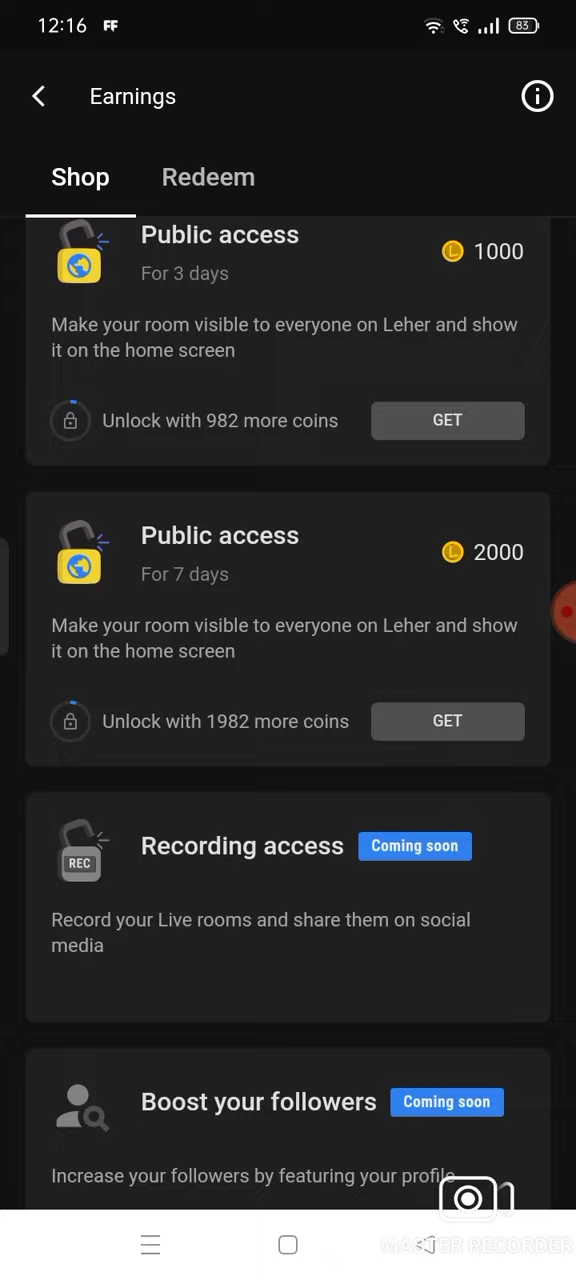 12:16 FF 83
Earnings
Shop Redeem
Public access
1000
For 3 days
Make your room visible to everyone on Leher and show
it on the home screen
Unlock with 982 more coins GET
Public access
2000
For 7 days
Make your room visible to everyone on Leher and show
it on the home screen
Unlock with 1982 more coins GET
Recording access Coming soon
REC
Record your Live rooms and share them on social
media
Boost your followers Coming soon
Increase your followers by featuring your profile
MASTER RECORDER